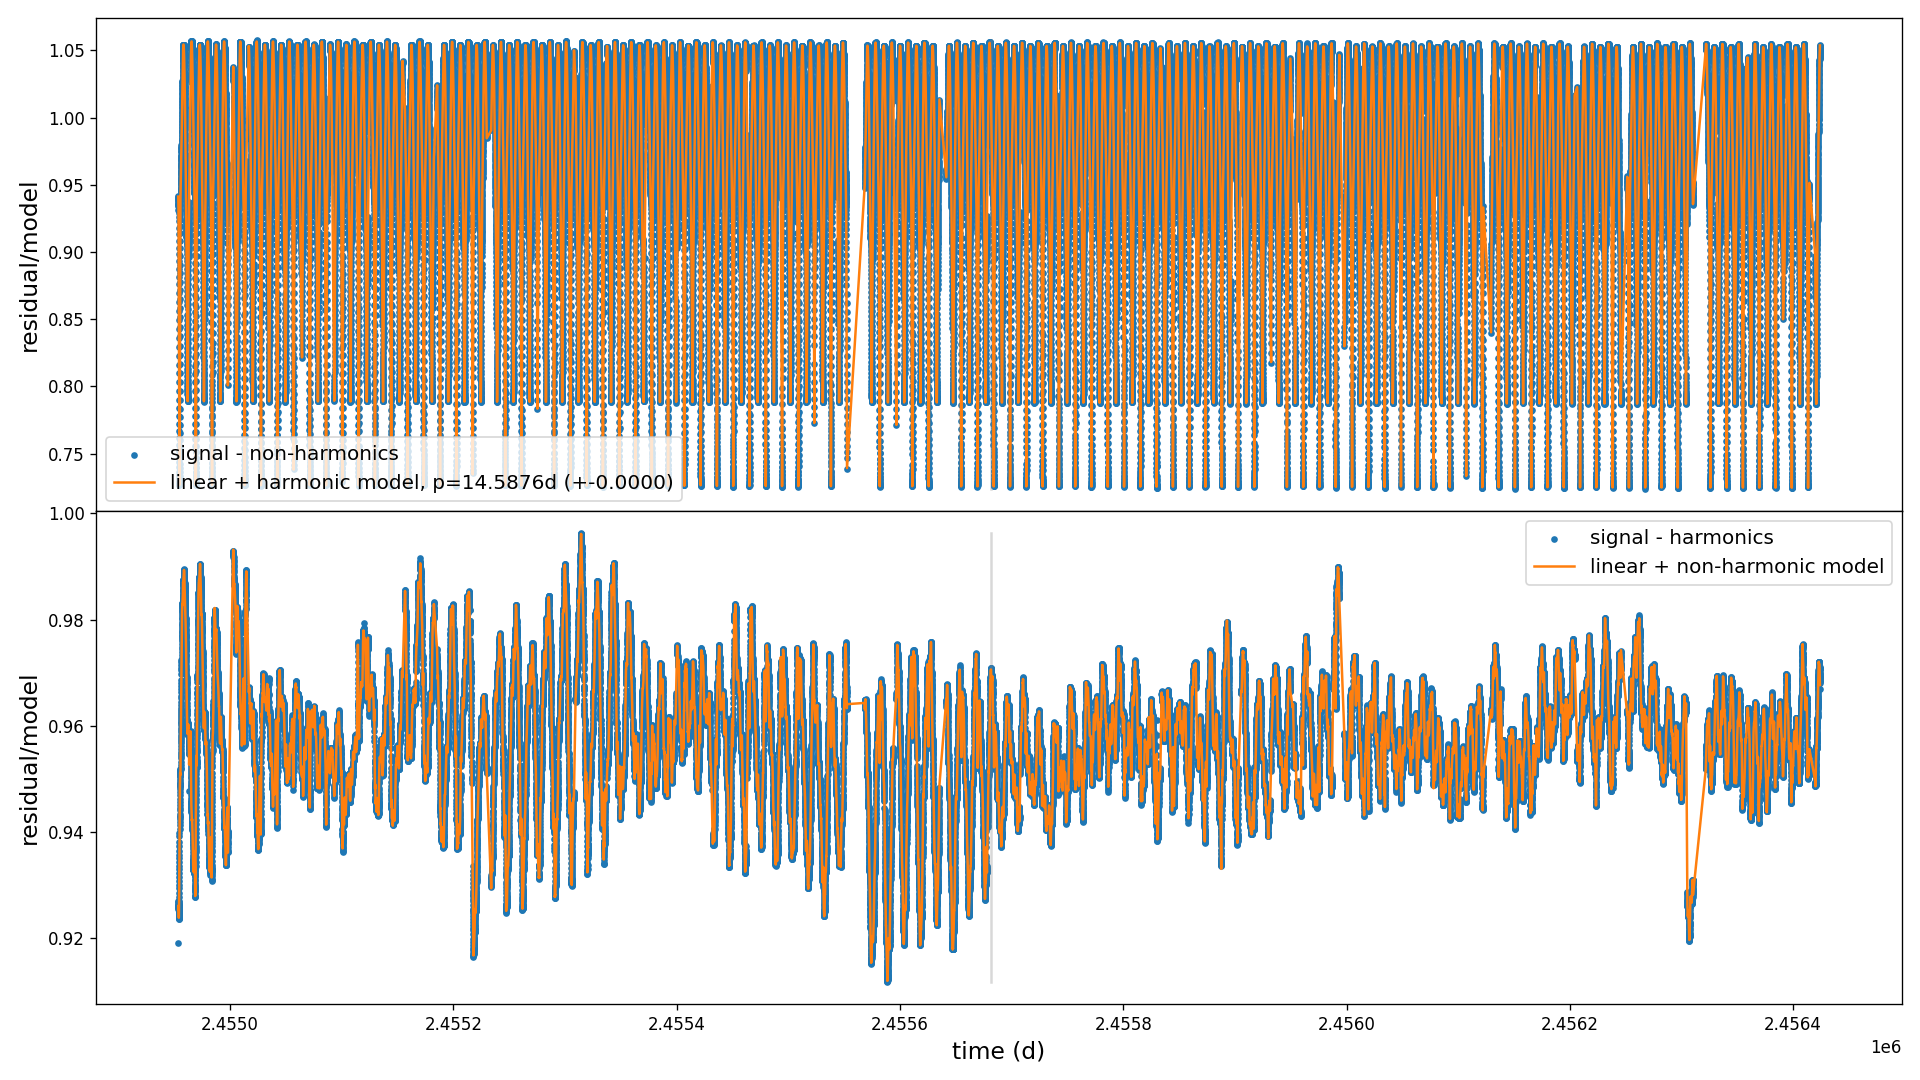 1.05
1.00
0.95
0.90
0.85
0.80
0.75
residual/model
signal - non-harmonics
linear + harmonic model, p=14.5876d (+-0.0000)
1.00
0.98
0.96
0.94
0.92
residual/model
signal - harmonics
linear + non-harmonic model
2.4550 2.4552 2.4554 2.4556 2.4558 2.4560 2.4562 2.4564
1e6
time (d)